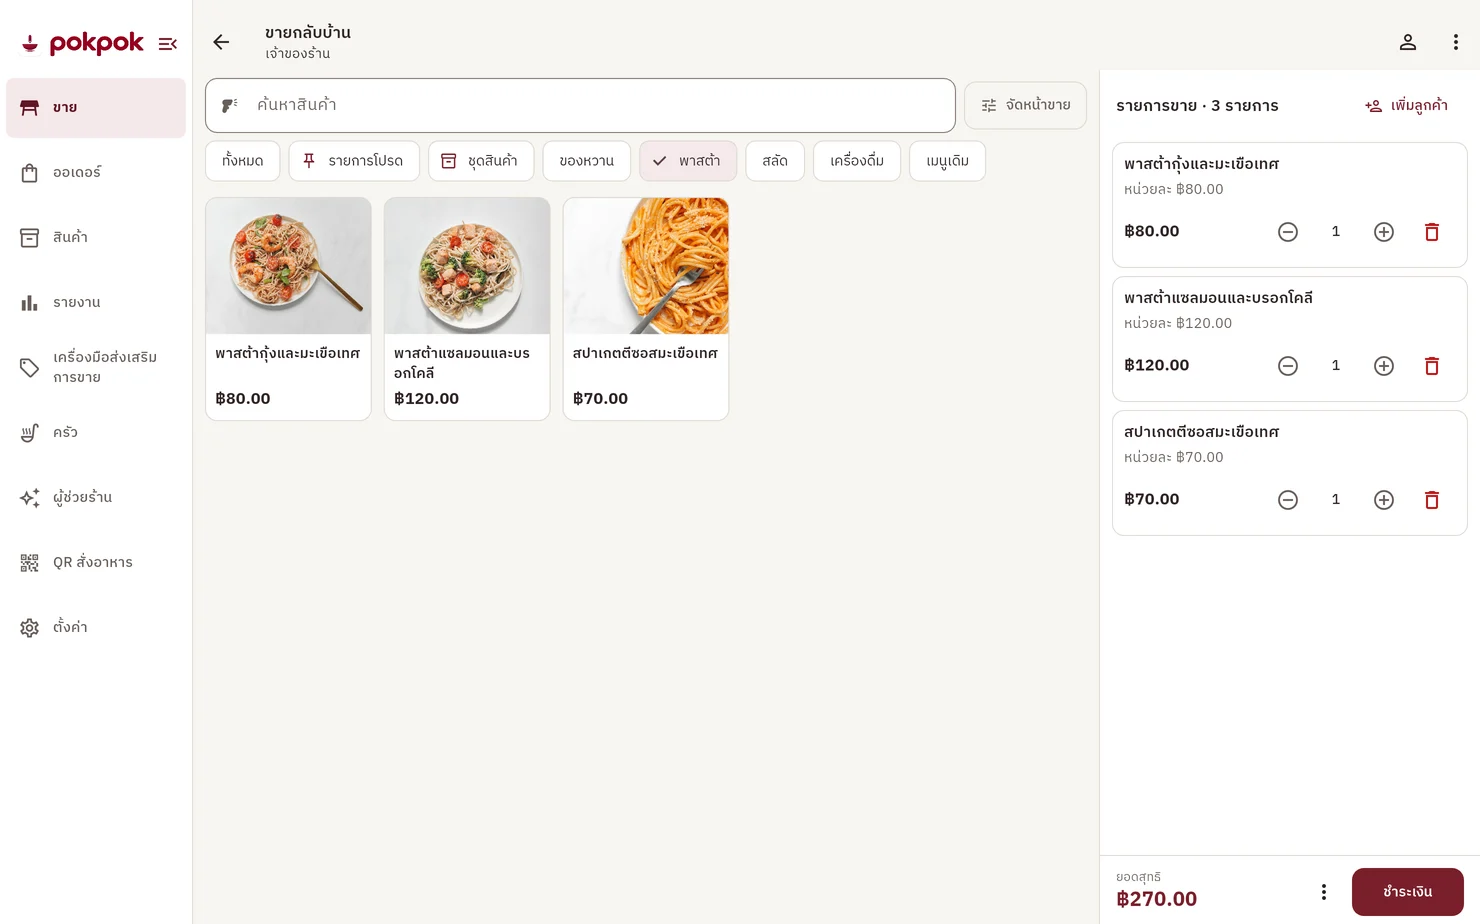 pokpok
ขาย
ออเดอร์
สินค้า
รายงาน
เครื่องมือส่งเสริม
การขาย
ครัว
ผู้ช่วยร้าน
QR สั่งอาหาร
ตั้งค่า
ขายกลับบ้าน
เจ้าของร้าน
ค้นหาสินค้า
จัดหน้าขาย
ทั้งหมด
รายการโปรด
ชุดสินค้า
ของหวาน
พาสต้า
สลัด
เครื่องดื่ม
เมนูเดิม
พาสต้ากุ้งและมะเขือเทศ
฿80.00
พาสต้าแซลมอนและบร
อกโคลี
฿120.00
สปาเกตตีซอสมะเขือเทศ
฿70.00
รายการขาย · 3 รายการ
เพิ่มลูกค้า
พาสต้ากุ้งและมะเขือเทศ
หน่วยละ ฿80.00
฿80.00 1
พาสต้าแซลมอนและบรอกโคลี
หน่วยละ ฿120.00
฿120.00 1
สปาเกตตีซอสมะเขือเทศ
หน่วยละ ฿70.00
฿70.00 1
ยอดสุทธิ
฿270.00
ชำระเงิน